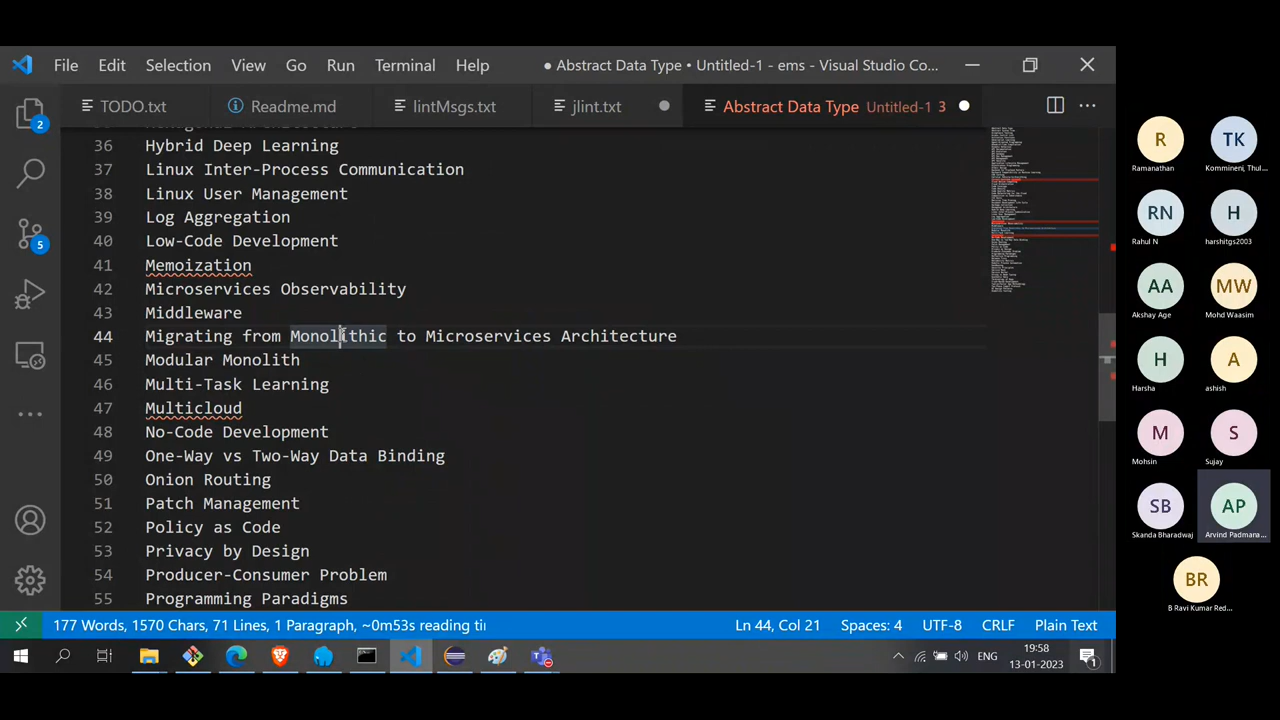 File Edit Selection View Go Run Terminal Help
● Abstract Data Type • Untitled-1 - ems - Visual Studio Co...
TODO.txt
Readme.md
lintMsgs.txt
jlint.txt
Abstract Data Type Untitled-1 3
36 Hybrid Deep Learning
37 Linux Inter-Process Communication
38 Linux User Management
39 Log Aggregation
40 Low-Code Development
41 Memoization
42 Microservices Observability
43 Middleware
44 Migrating from Monolithic to Microservices Architecture
45 Modular Monolith
46 Multi-Task Learning
47 Multicloud
48 No-Code Development
49 One-Way vs Two-Way Data Binding
50 Onion Routing
51 Patch Management
52 Policy as Code
53 Privacy by Design
54 Producer-Consumer Problem
55 Programming Paradigms
2
5
177 Words, 1570 Chars, 71 Lines, 1 Paragraph, ~0m53s reading ti
Ln 44, Col 21 Spaces: 4 UTF-8 CRLF Plain Text
ENG
19:58
13-01-2023
1
R
Ramanathan
TK
Kommineni, Thul...
RN
Rahul N
H
harshitgs2003
AA
Akshay Age
MW
Mohd Waasim
H
Harsha
A
ashish
M
Mohsin
S
Sujay
SB
Skanda Bharadwaj
AP
Arvind Padmana...
BR
B Ravi Kumar Red...